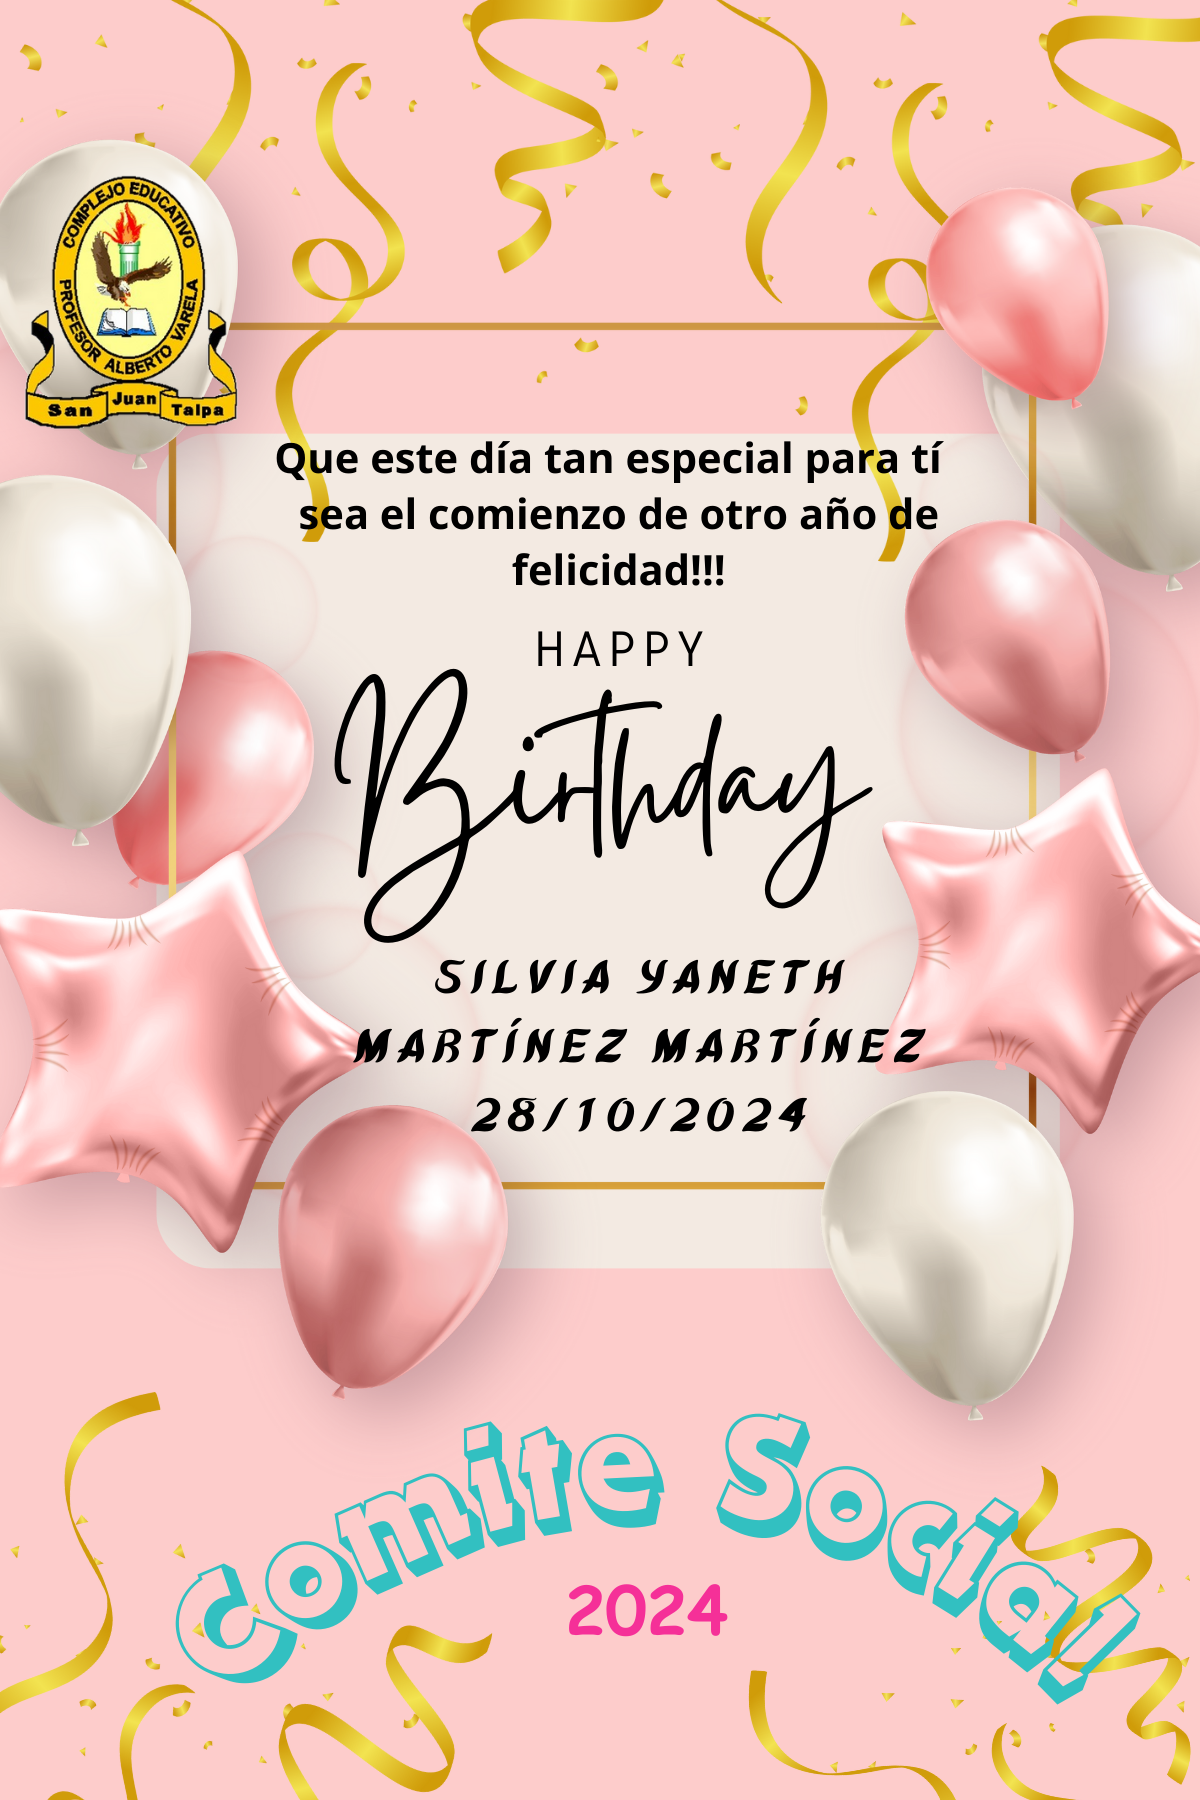 COMPLEJO EDUCATIVO
PROFESOR ALBERTO VARELA
San Juan Talpa
Que este día tan especial para tí
sea el comienzo de otro año de
felicidad!!!
HAPPY
Birthday
SILVIA YANETH
MARTÍNEZ MARTÍNEZ
28/10/2024
Comite Social
2024